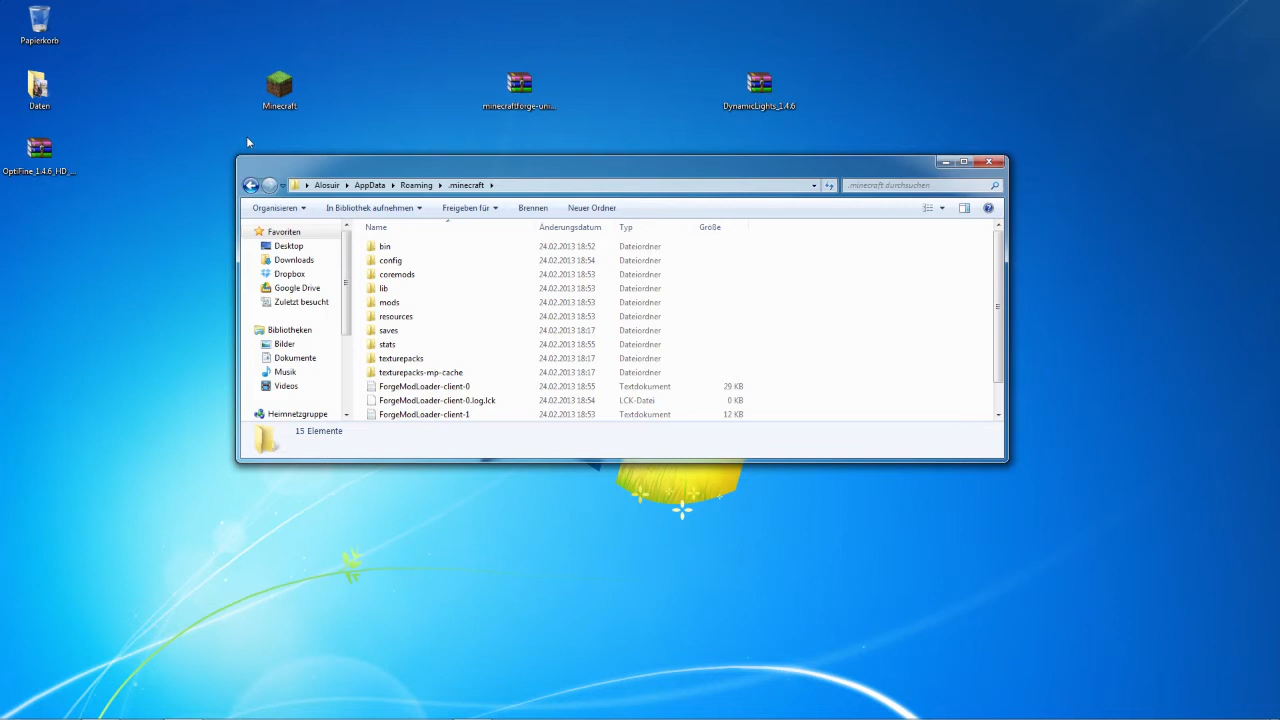 Papierkorb
Daten
Minecraft
minecraftforge-uni...
DynamicLights_1.4.6
OptiFine_1.4.6_HD_...
Alosuir AppData Roaming .minecraft
.minecraft durchsuchen
Organisieren In Bibliothek aufnehmen Freigeben für Brennen Neuer Ordner
Favoriten
Desktop
Downloads
Dropbox
Google Drive
Zuletzt besucht
Bibliotheken
Bilder
Dokumente
Musik
Videos
Heimnetzgruppe
Name Änderungsdatum Typ Größe
bin 24.02.2013 18:52 Dateiordner
config 24.02.2013 18:54 Dateiordner
coremods 24.02.2013 18:53 Dateiordner
lib 24.02.2013 18:53 Dateiordner
mods 24.02.2013 18:53 Dateiordner
resources 24.02.2013 18:53 Dateiordner
saves 24.02.2013 18:17 Dateiordner
stats 24.02.2013 18:55 Dateiordner
texturepacks 24.02.2013 18:17 Dateiordner
texturepacks-mp-cache 24.02.2013 18:17 Dateiordner
ForgeModLoader-client-0 24.02.2013 18:55 Textdokument 29 KB
ForgeModLoader-client-0.log.lck 24.02.2013 18:54 LCK-Datei 0 KB
ForgeModLoader-client-1 24.02.2013 18:53 Textdokument 12 KB
15 Elemente